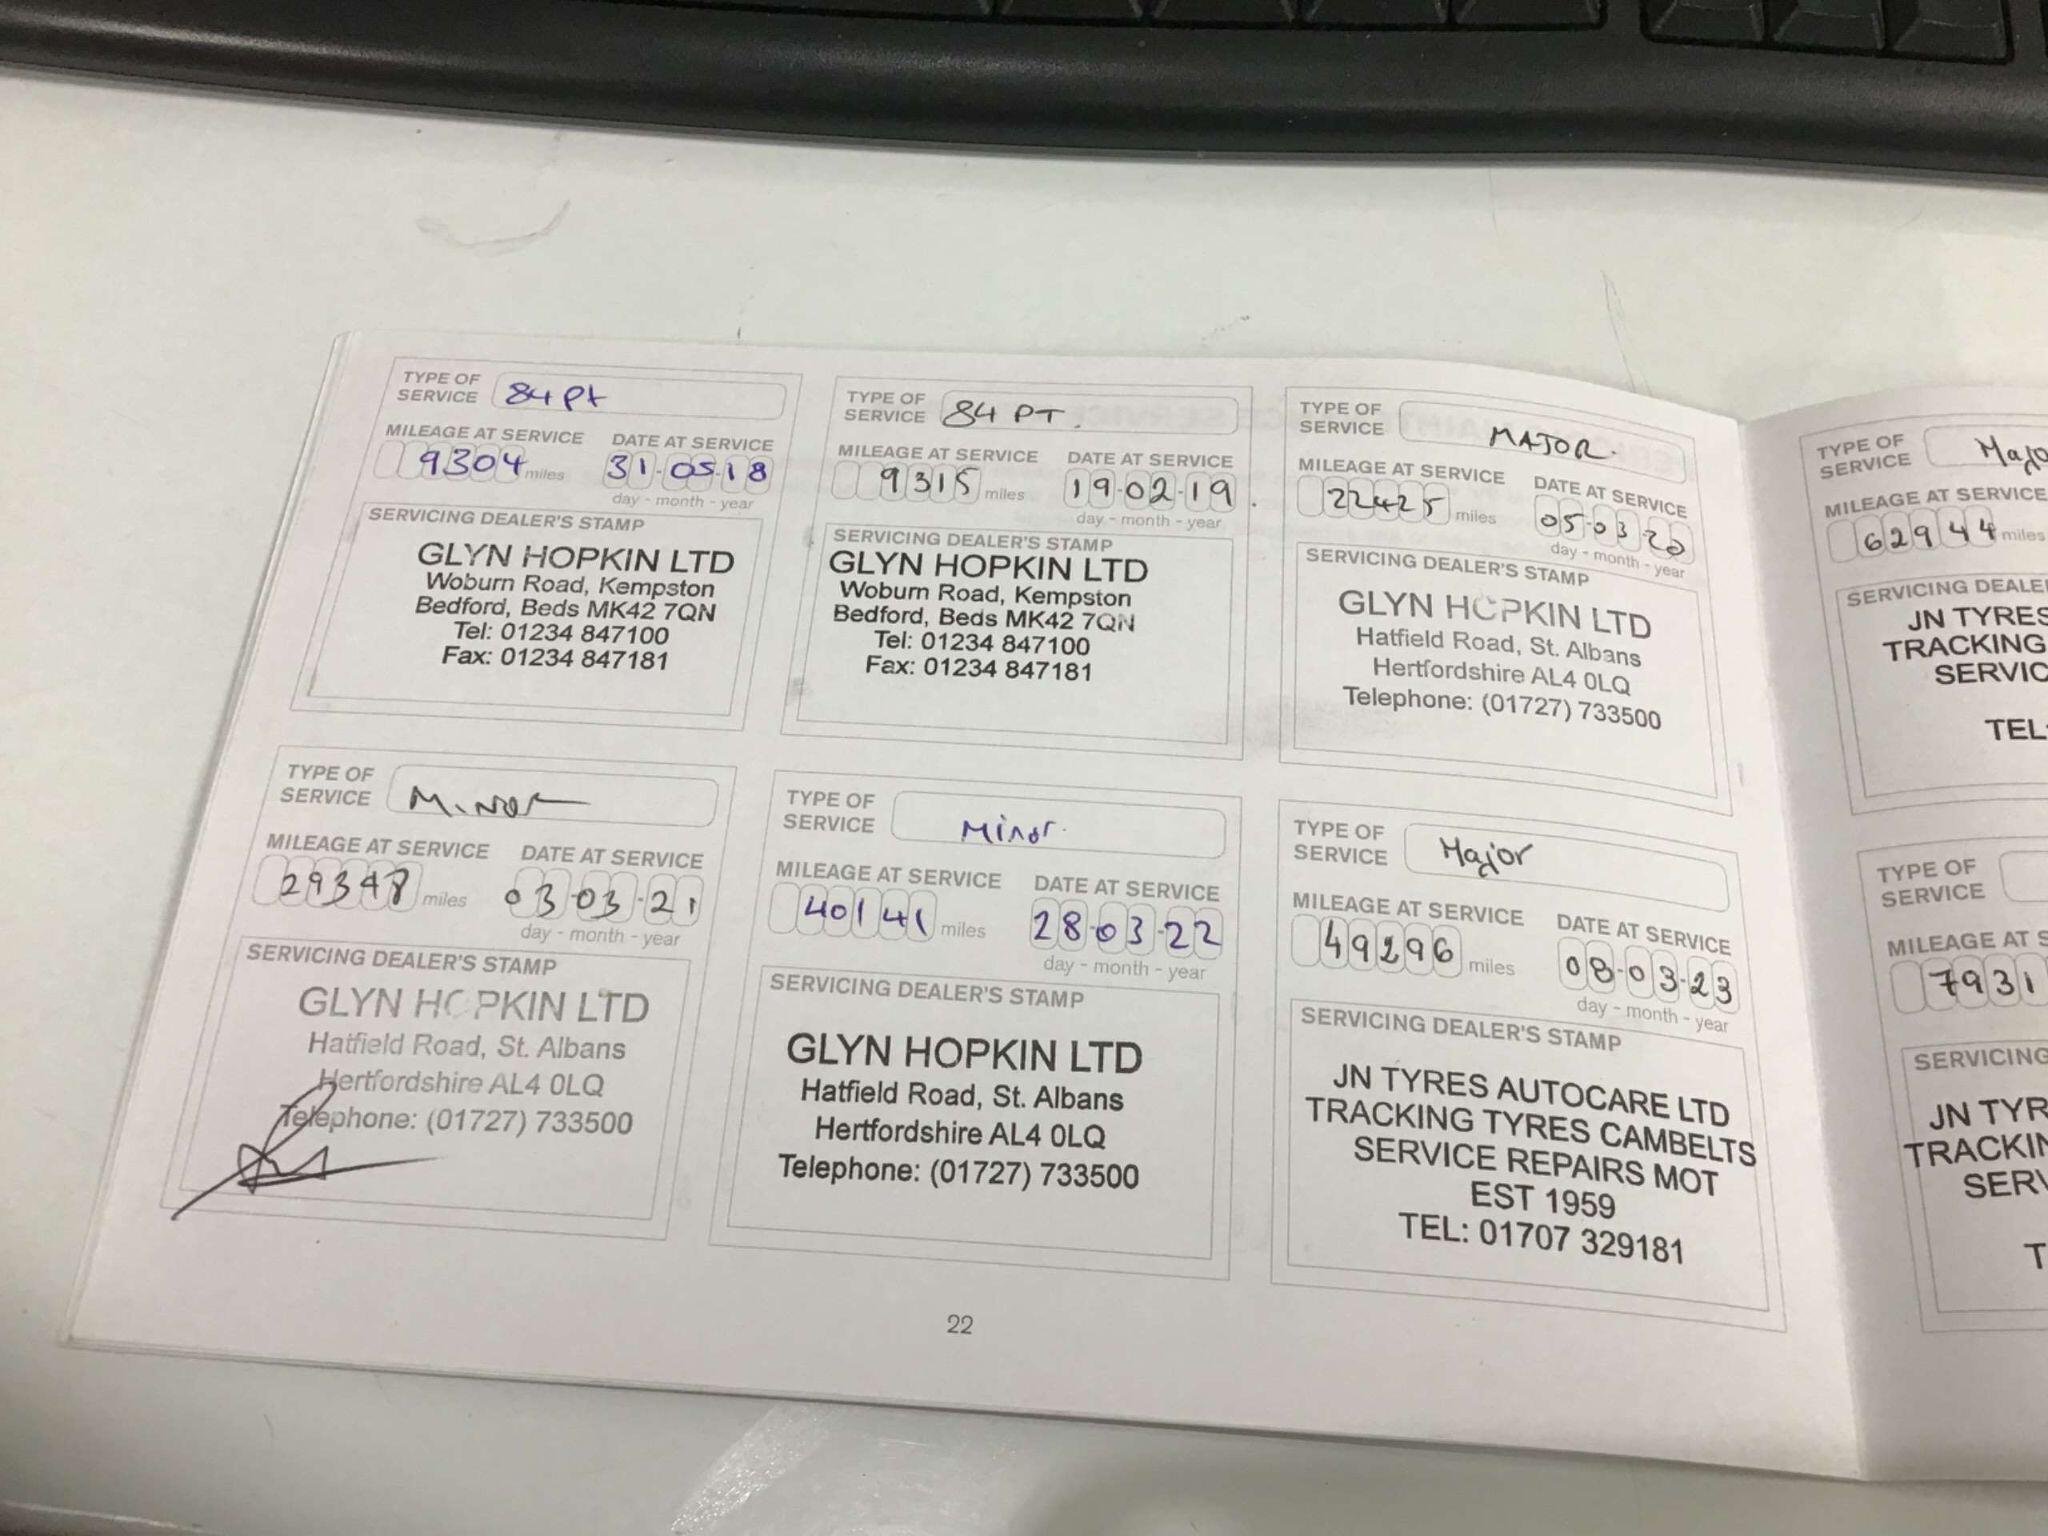 TYPE OF
SERVICE 84 Pt
MILEAGE AT SERVICE DATE AT SERVICE
9304 miles 31-05-18
day - month - year
SERVICING DEALER'S STAMP
GLYN HOPKIN LTD
Woburn Road, Kempston
Bedford, Beds MK42 7QN
Tel: 01234 847100
Fax: 01234 847181
TYPE OF
SERVICE 84 PT.
MILEAGE AT SERVICE DATE AT SERVICE
9315 miles 19-02-19
day - month - year
SERVICING DEALER'S STAMP
GLYN HOPKIN LTD
Woburn Road, Kempston
Bedford, Beds MK42 7QN
Tel: 01234 847100
Fax: 01234 847181
TYPE OF
SERVICE MAJOR
MILEAGE AT SERVICE DATE AT SERVICE
22425 miles 05-03-20
day - month - year
SERVICING DEALER'S STAMP
GLYN HOPKIN LTD
Hatfield Road, St. Albans
Hertfordshire AL4 0LQ
Telephone: (01727) 733500
TYPE OF
SERVICE Minor
MILEAGE AT SERVICE DATE AT SERVICE
29348 miles 03-03-21
day - month - year
SERVICING DEALER'S STAMP
GLYN HOPKIN LTD
Hatfield Road, St. Albans
Hertfordshire AL4 0LQ
Telephone: (01727) 733500
TYPE OF
SERVICE Minor
MILEAGE AT SERVICE DATE AT SERVICE
40141 miles 28-03-22
day - month - year
SERVICING DEALER'S STAMP
GLYN HOPKIN LTD
Hatfield Road, St. Albans
Hertfordshire AL4 0LQ
Telephone: (01727) 733500
TYPE OF
SERVICE Major
MILEAGE AT SERVICE DATE AT SERVICE
49296 miles 08-03-23
day - month - year
SERVICING DEALER'S STAMP
JN TYRES AUTOCARE LTD
TRACKING TYRES CAMBELTS
SERVICE REPAIRS MOT
EST 1959
TEL: 01707 329181
22
TYPE OF
SERVICE Majo
MILEAGE AT SERVICE
62944 miles
SERVICING DEALE
JN TYRES
TRACKING
SERVIC
TEL:
TYPE OF
SERVICE
MILEAGE AT S
7931
SERVICING
JN TYR
TRACKIN
SERV
T